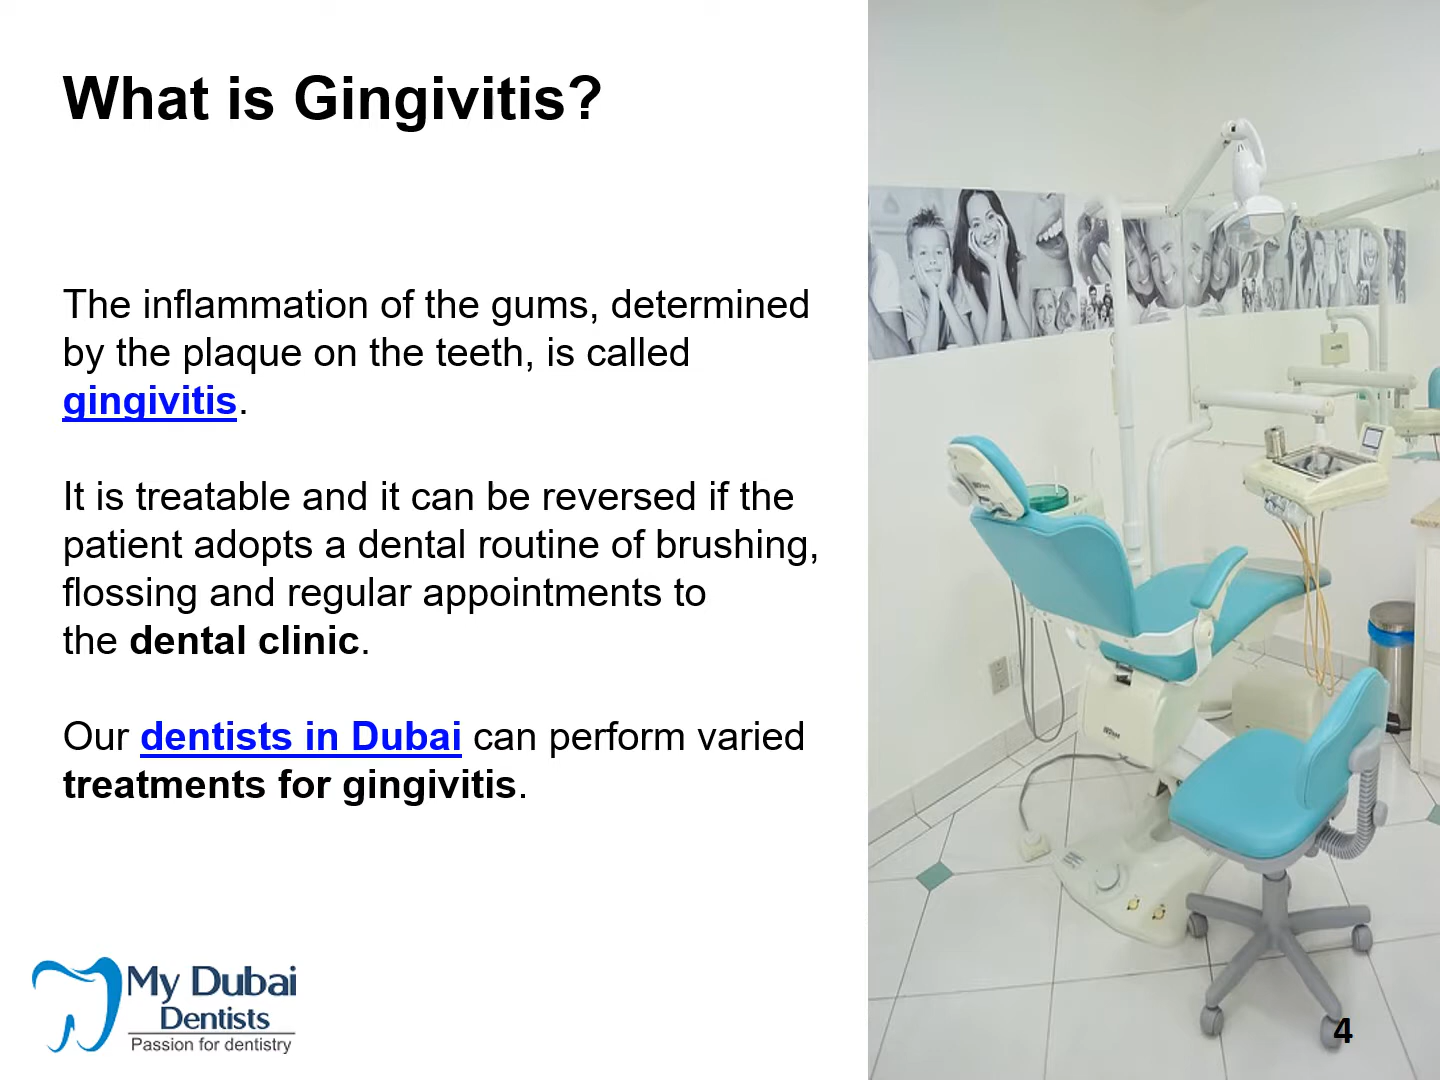 What is Gingivitis?
The inflammation of the gums, determined
by the plaque on the teeth, is called
gingivitis.
It is treatable and it can be reversed if the
patient adopts a dental routine of brushing,
flossing and regular appointments to
the dental clinic.
Our dentists in Dubai can perform varied
treatments for gingivitis.
My Dubai
Dentists
Passion for dentistry
4